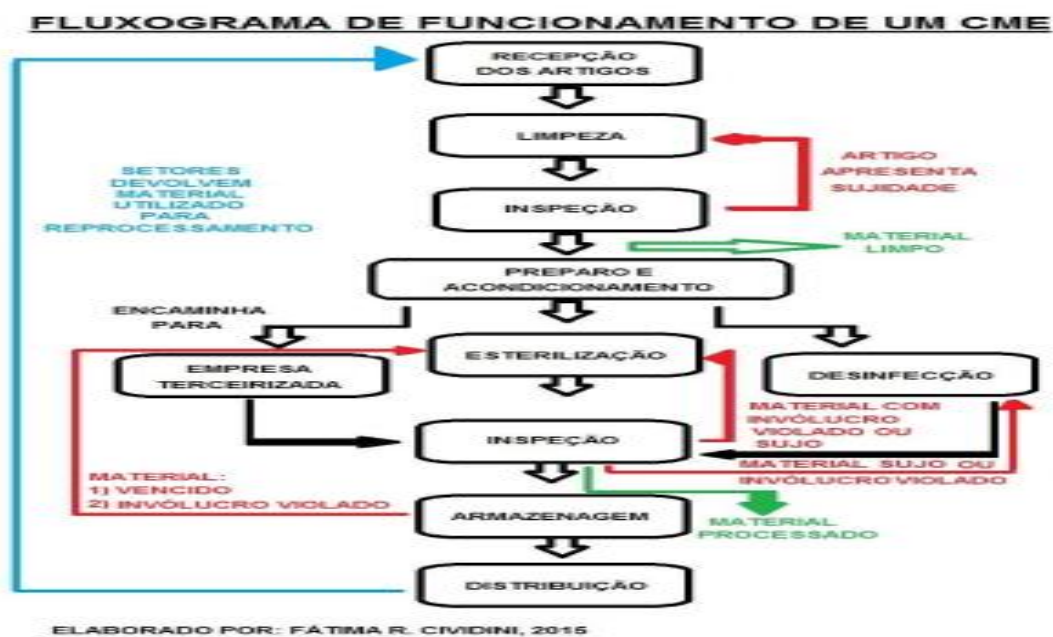 FLUXOGRAMA DE FUNCIONAMENTO DE UM CME
RECEPÇÃO
DOS ARTIGOS
LIMPEZA
ARTIGO
APRESENTA
SUJIDADE
SETORES
DEVOLVEM
MATERIAL
UTILIZADO
PARA
REPROCESSAMENTO
INSPEÇÃO
MATERIAL
LIMPO
PREPARO E
ACONDICIONAMENTO
ENCAMINHA
PARA
EMPRESA
TERCEIRIZADA
ESTERILIZAÇÃO
DESINFECÇÃO
MATERIAL COM
INVÓLUCRO
VIOLADO OU
SUJO
INSPEÇÃO
MATERIAL SUJO OU
INVÓLUCRO VIOLADO
MATERIAL:
1) VENCIDO
2) INVÓLUCRO VIOLADO
ARMAZENAGEM
MATERIAL
PROCESSADO
DISTRIBUIÇÃO
ELABORADO POR: FÁTIMA R. CIVIDINI, 2015